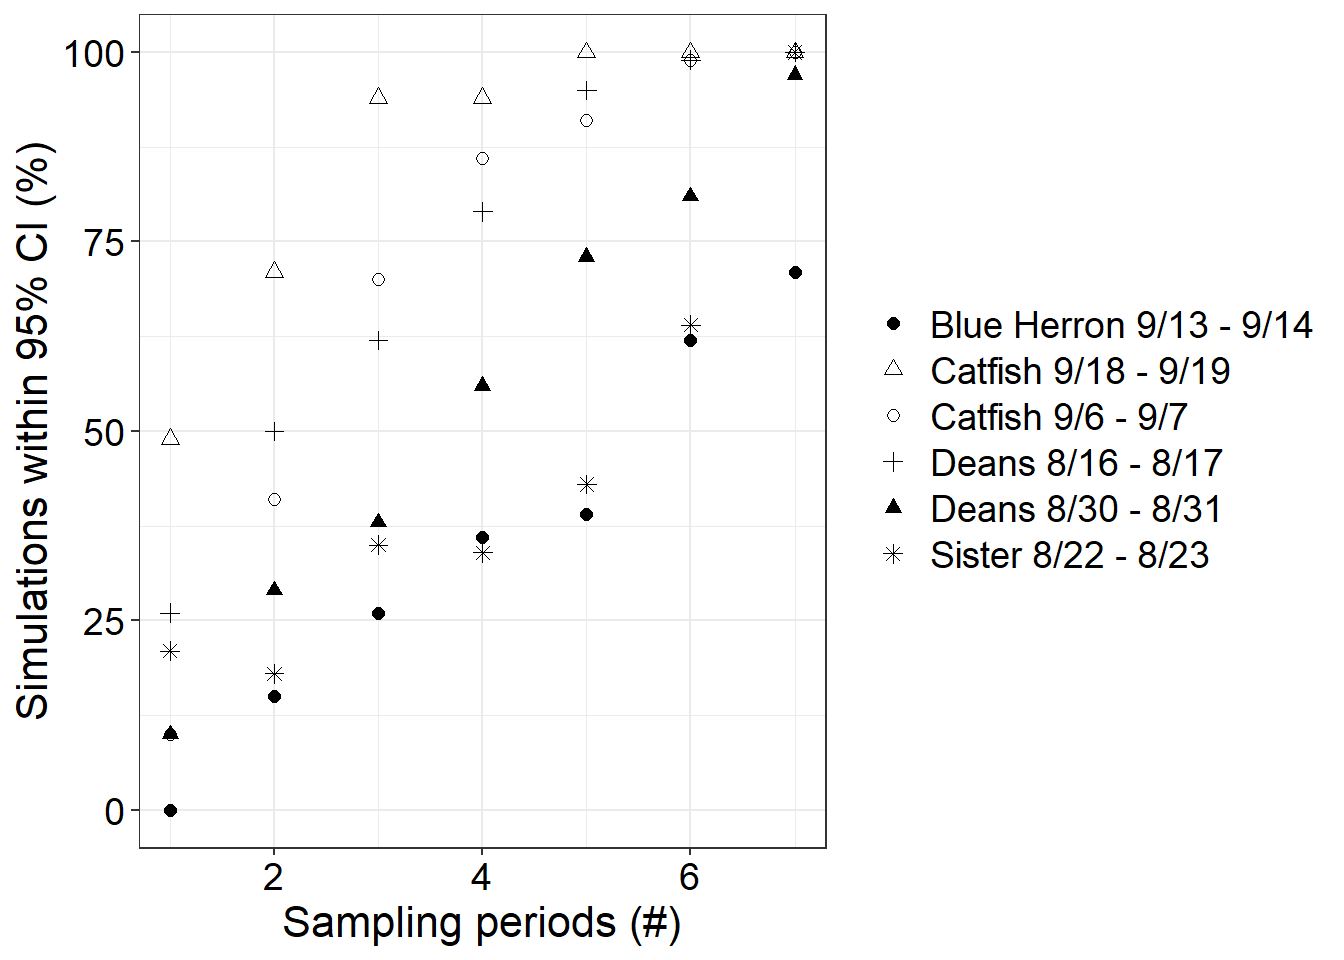 Simulations within 95% CI (%)
100
75
50
25
0
2 4 6
Sampling periods (#)
Blue Herron 9/13 - 9/14
Catfish 9/18 - 9/19
Catfish 9/6 - 9/7
Deans 8/16 - 8/17
Deans 8/30 - 8/31
Sister 8/22 - 8/23